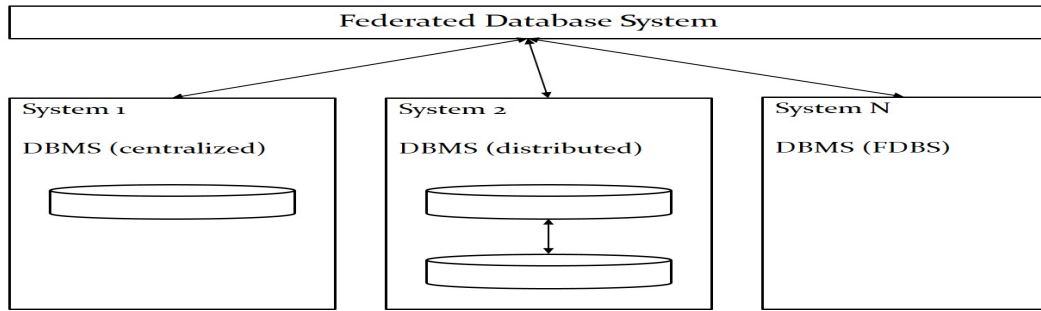 Federated Database System
System 1
DBMS (centralized)
System 2
DBMS (distributed)
System N
DBMS (FDBS)